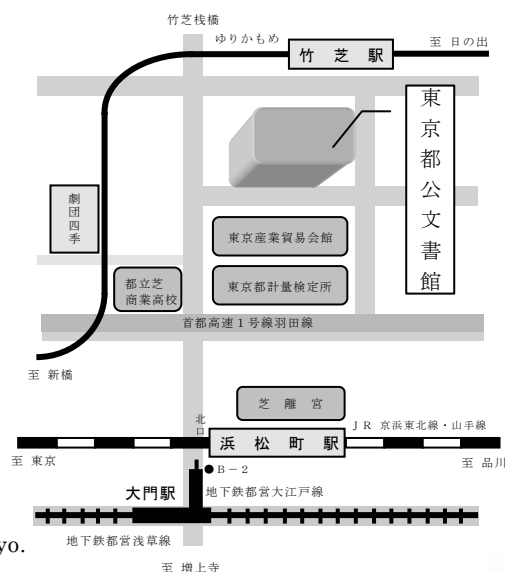 竹芝桟橋
ゆりかもめ
竹 芝 駅
至 日の出
東京都公文書館
劇団四季
東京産業貿易会館
都立芝
商業高校
東京都計量検定所
首都高速1号線羽田線
至 新橋
芝 離 宮
北口
JR 京浜東北線・山手線
浜 松 町 駅
至 東京
至 品川
●B-2
大門駅
地下鉄都営大江戸線
yo.
地下鉄都営浅草線
至 増上寺